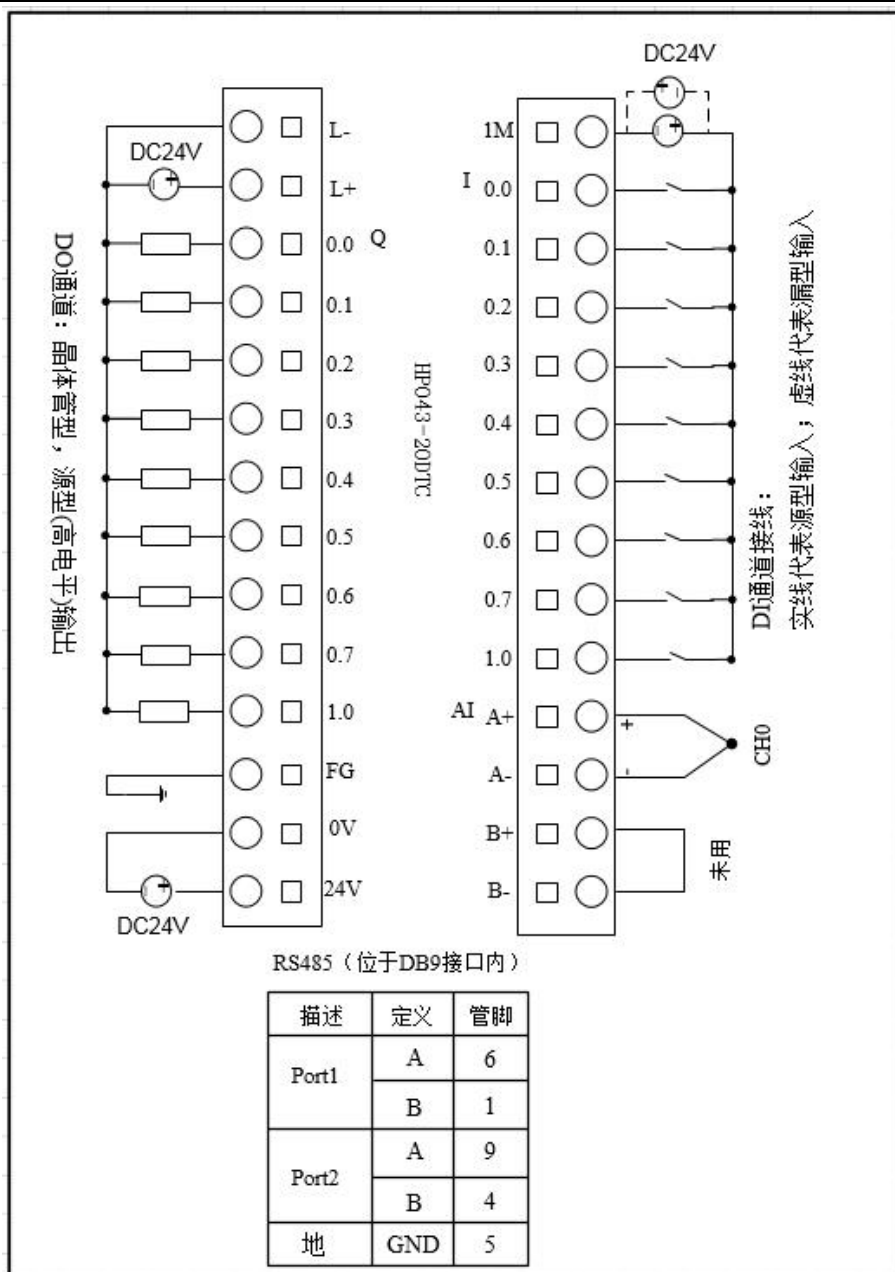 DC24V
L-
DC24V
L+
0.0 Q
0.1
0.2
0.3
0.4
0.5
0.6
0.7
1.0
FG
0V
24V
DC24V
DO通道：晶体管型，源型(高电平)输出
HP043-20DTC
1M
I 0.0
0.1
0.2
0.3
0.4
0.5
0.6
0.7
1.0
AI A+
A-
B+
B-
+
-
CH0
未用
DI通道接线：
实线代表源型输入；虚线代表漏型输入
RS485（位于DB9接口内）
描述 定义 管脚
Port1 A 6
B 1
Port2 A 9
B 4
地 GND 5